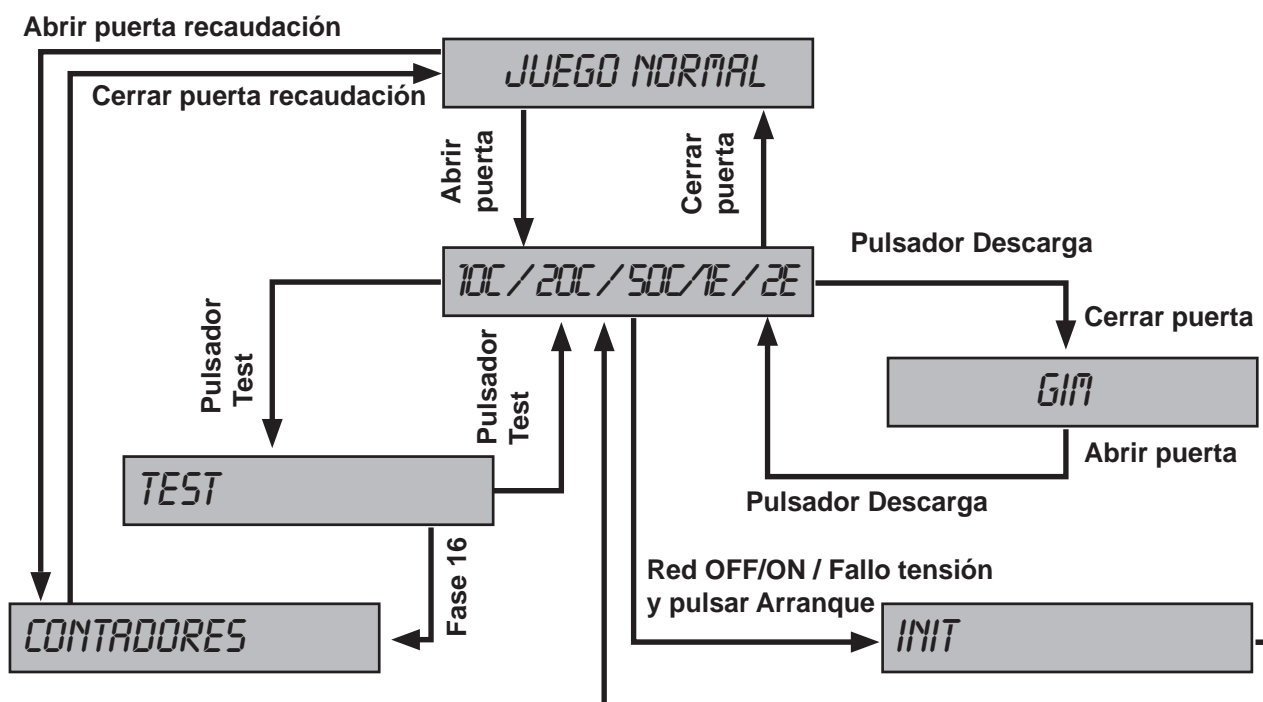 Abrir puerta recaudación
JUEGO NORMAL
Cerrar puerta recaudación
Abrir
puerta
Cerrar
puerta
Pulsador Descarga
10C / 20C / 50C/1E / 2E
Cerrar puerta
Pulsador
Test
Pulsador
Test
GIM
Abrir puerta
TEST
Pulsador Descarga
Fase 16
Red OFF/ON / Fallo tensión
y pulsar Arranque
CONTADORES
INIT